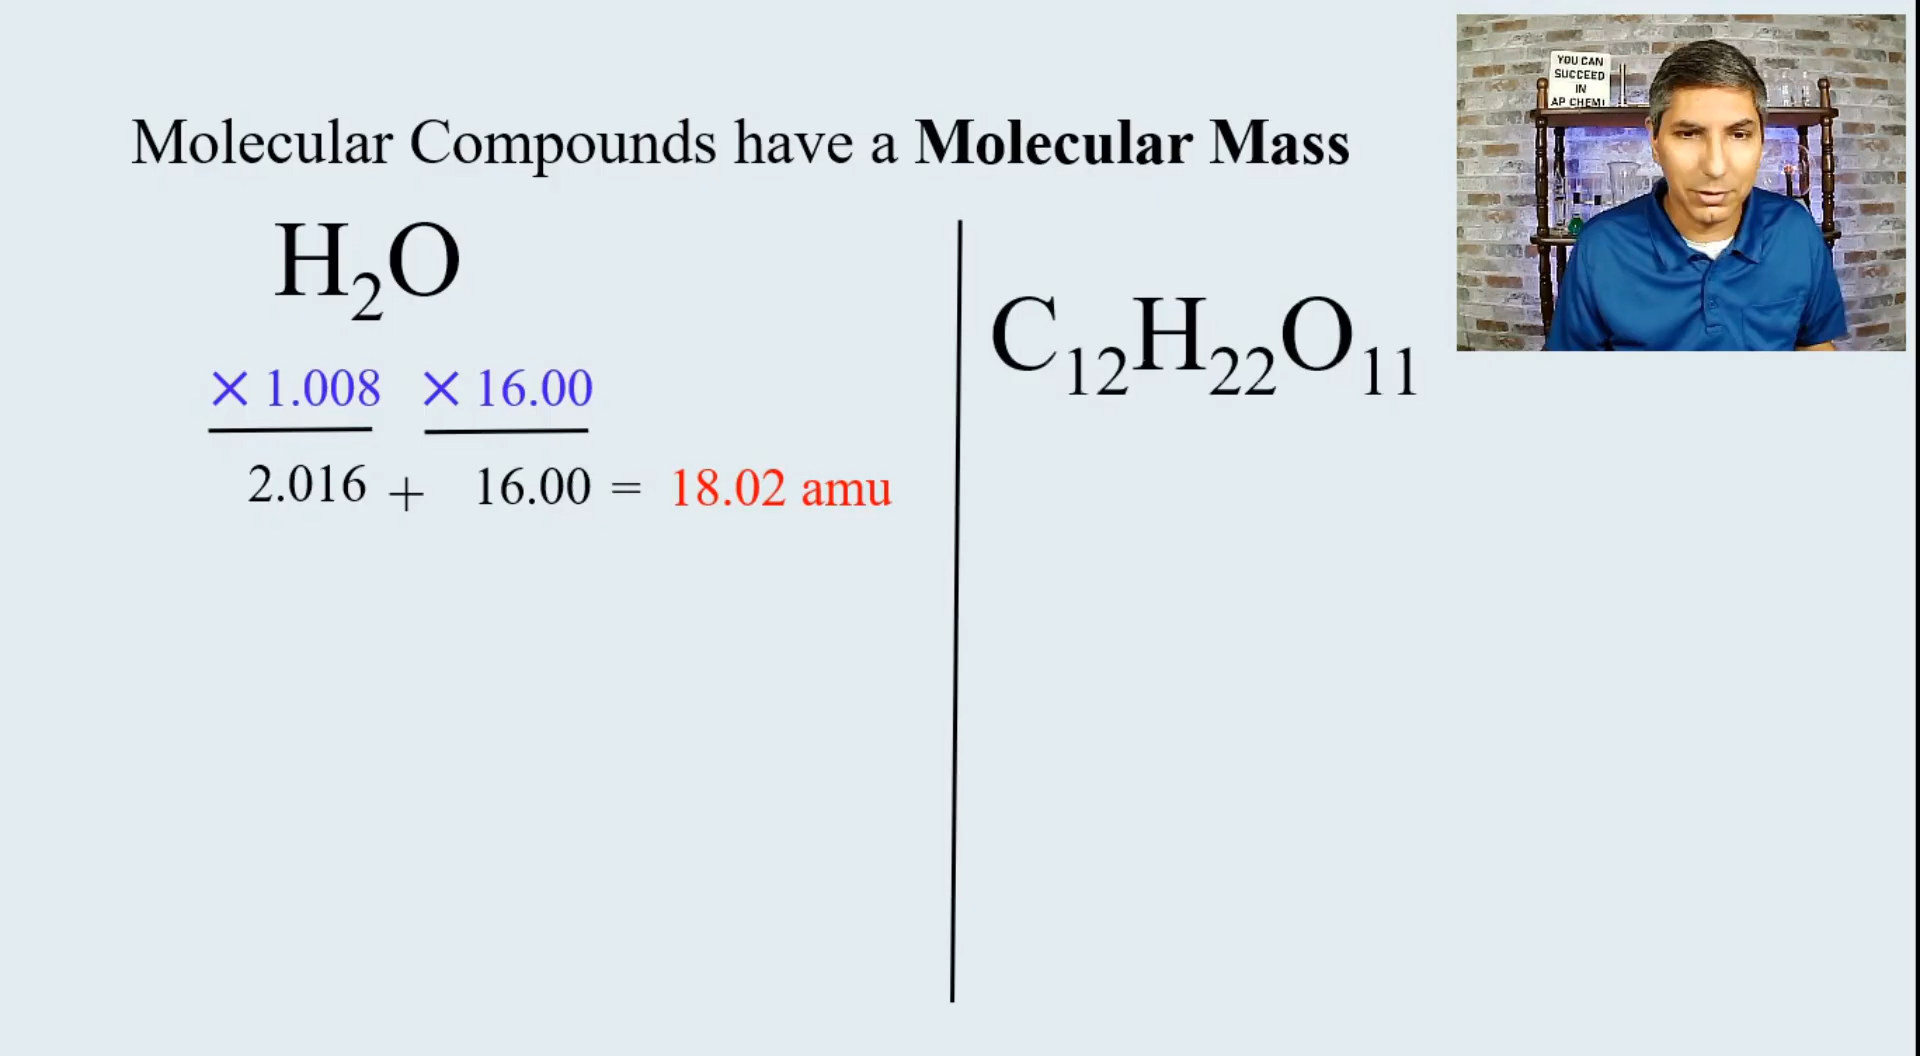 Molecular Compounds have a Molecular Mass
H₂O
× 1.008 × 16.00
2.016 + 16.00 = 18.02 amu
C₁₂H₂₂O₁₁
YOU CAN
SUCCEED
IN
AP CHEM!